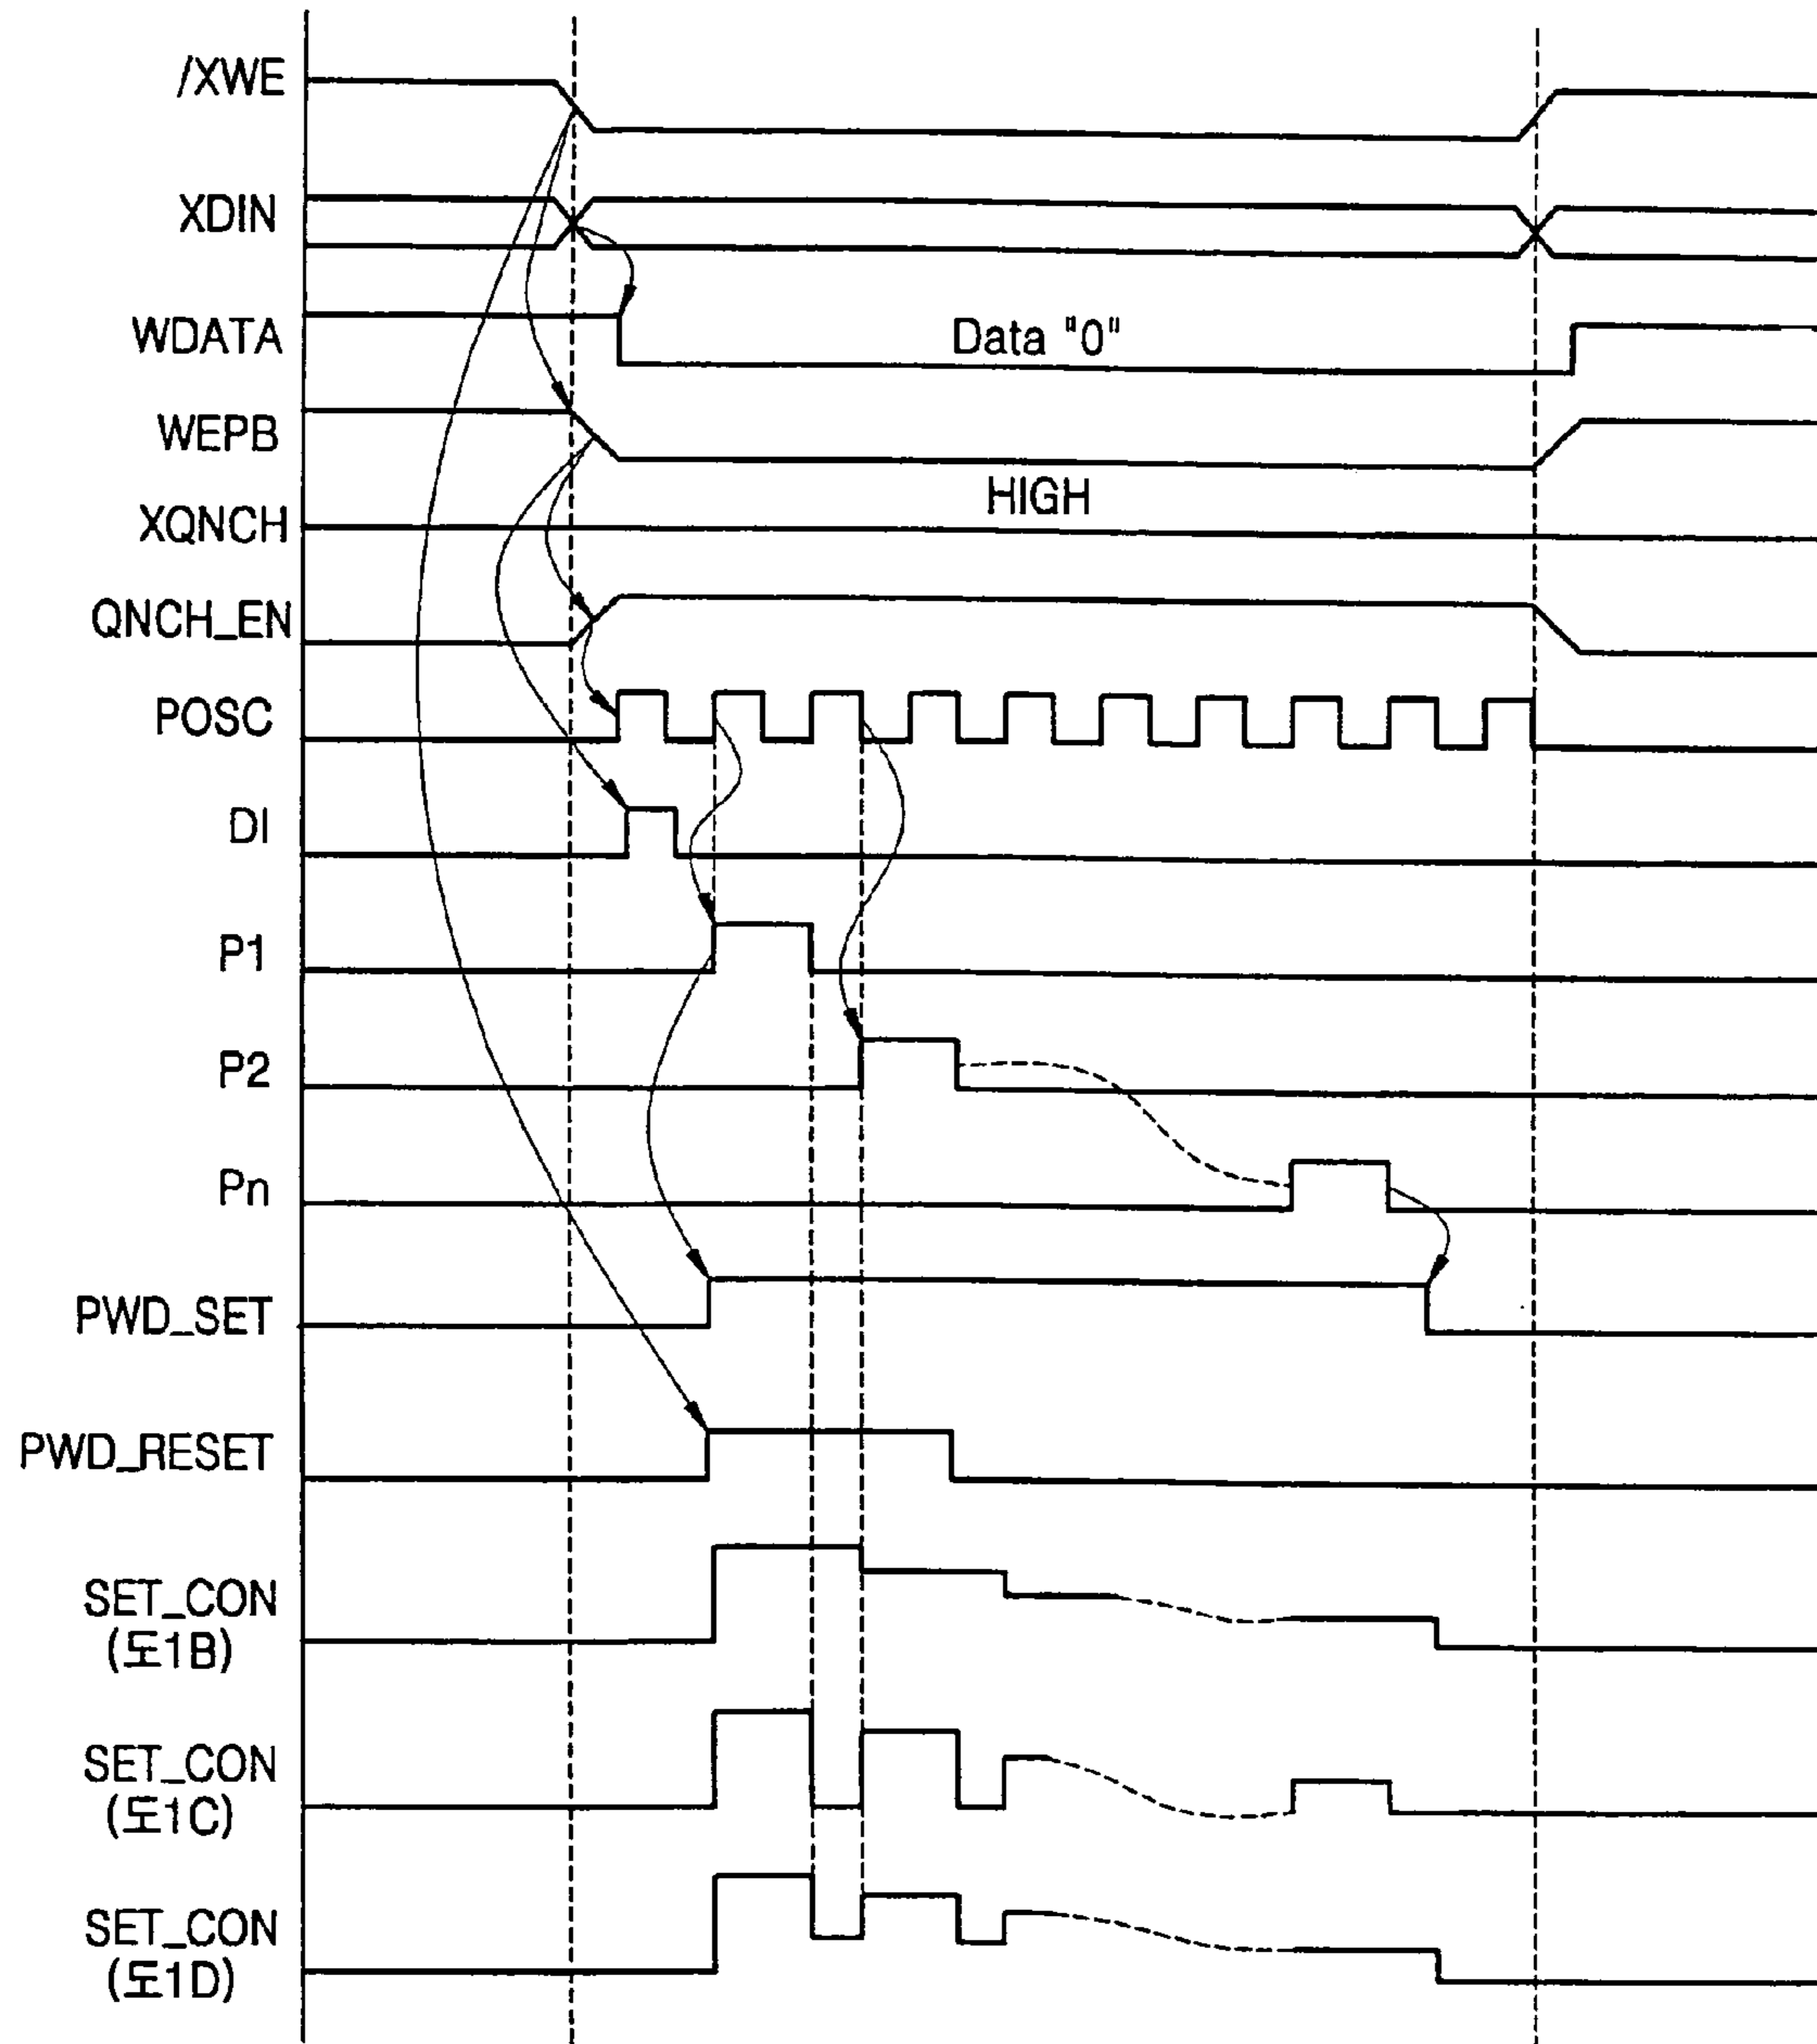 /XWE
XDIN
WDATA
Data "0"
WEPB
HIGH
XQNCH
QNCH_EN
POSC
DI
P1
P2
Pn
PWD_SET
PWD_RESET
SET_CON
(도1B)
SET_CON
(도1C)
SET_CON
(도1D)